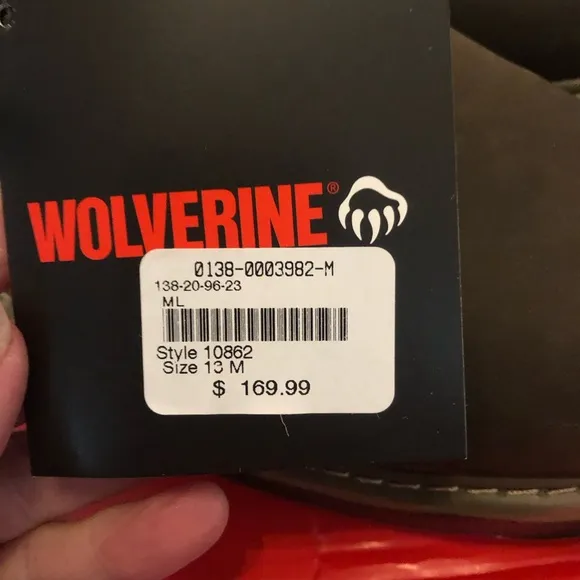 WOLVERINE®
0138-0003982-M
138-20-96-23
ML
Style 10862
Size 13 M
$ 169.99